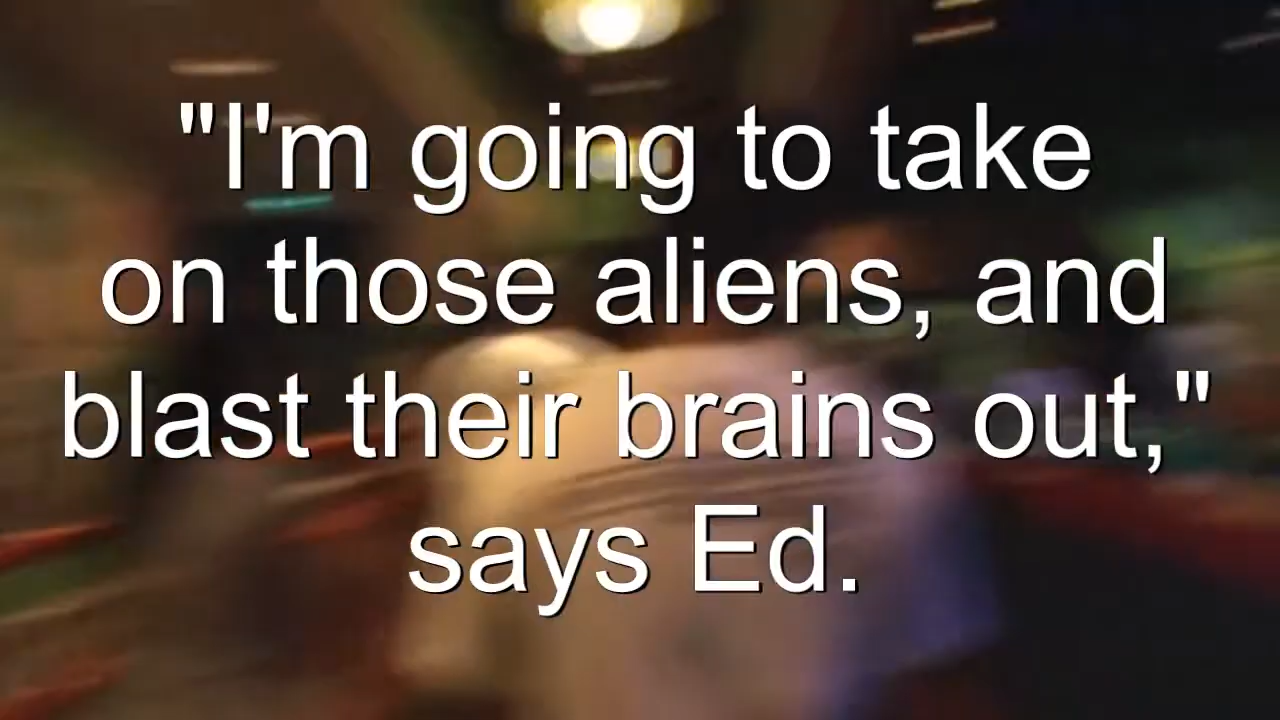 "I'm going to take
on those aliens, and
blast their brains out,"
says Ed.